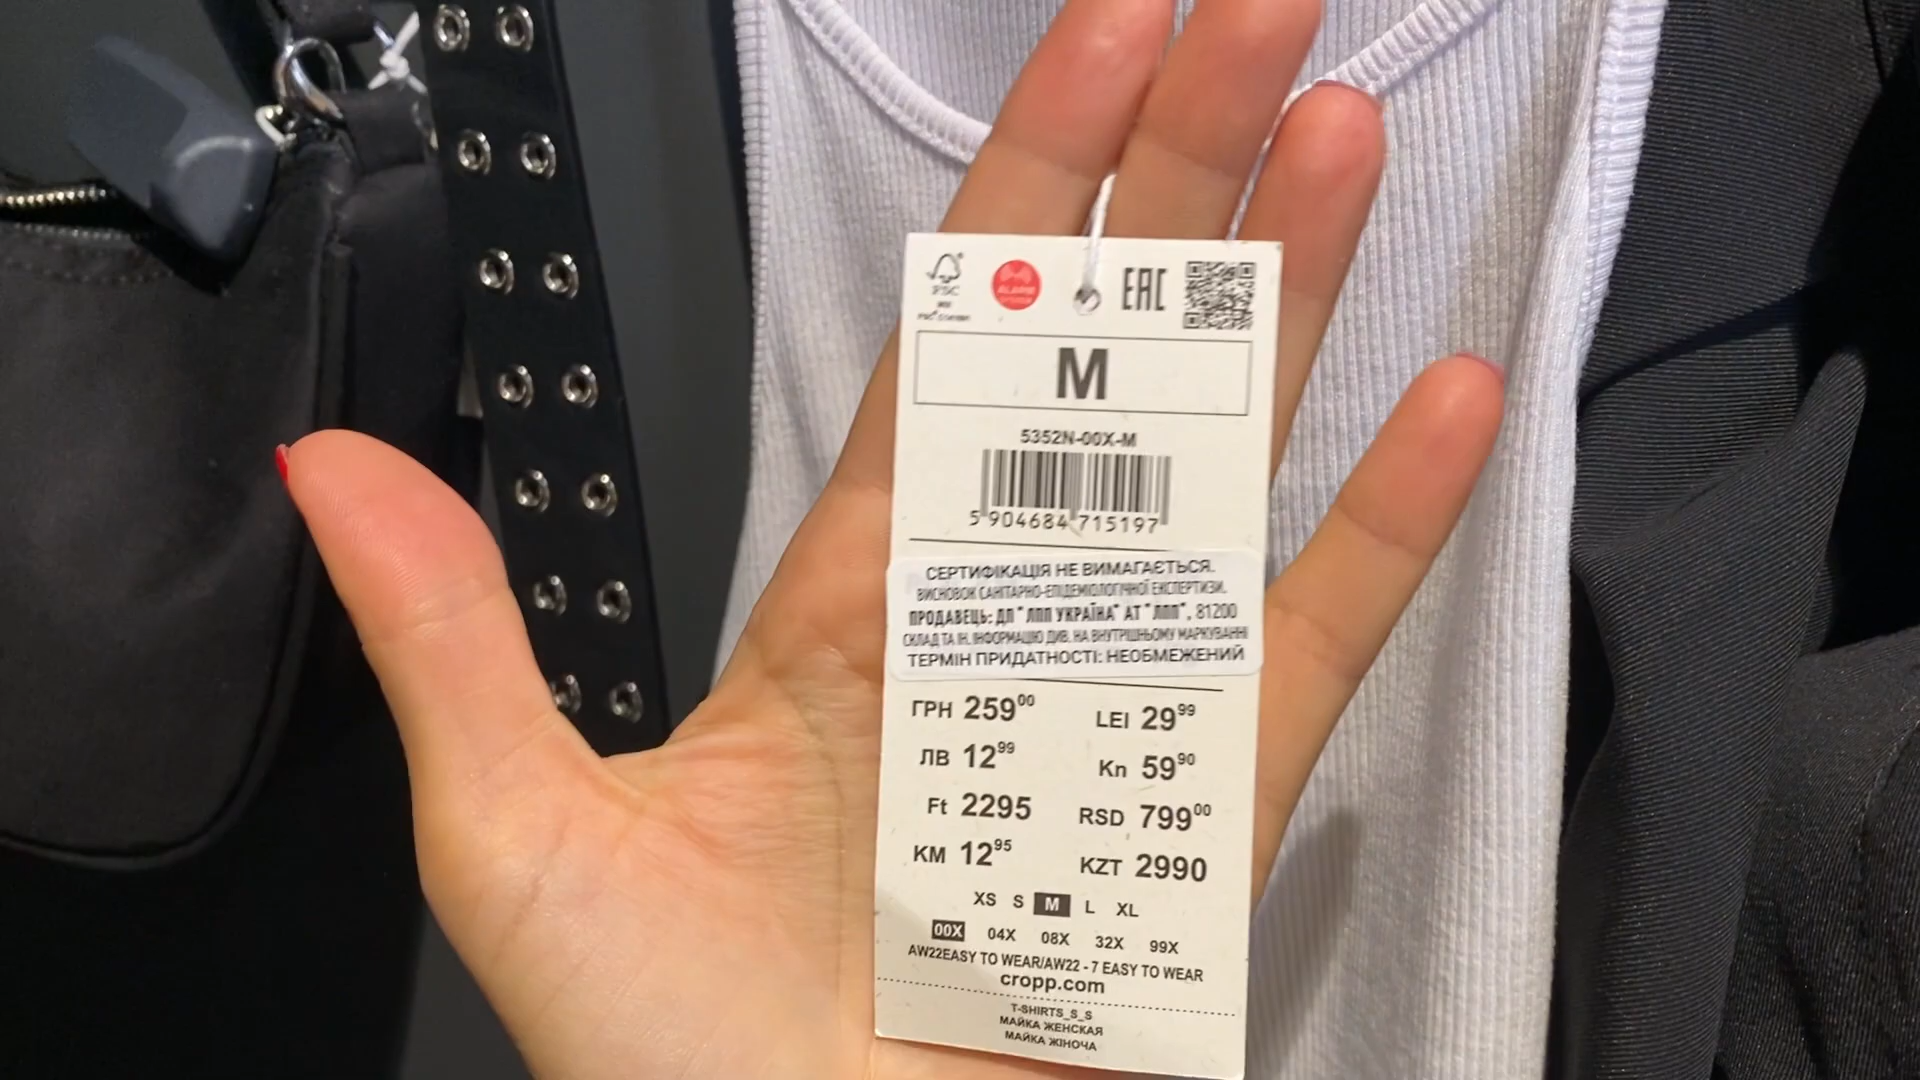 FSC
ALARM
SYSTEM
EAC
M
5352N-00X-M
5 904684 715197
СЕРТИФІКАЦІЯ НЕ ВИМАГАЄТЬСЯ.
ВИСНОВОК САНІТАРНО-ЕПІДЕМІОЛОГІЧНОЇ ЕКСПЕРТИЗИ.
ПРОДАВЕЦЬ: ДП "ЛПП УКРАЇНА" АТ "ЛПП", 81200
СКЛАД ТА ІН. ІНФОРМАЦІЮ ДИВ. НА ВНУТРІШНЬОМУ МАРКУВАННІ
ТЕРМІН ПРИДАТНОСТІ: НЕОБМЕЖЕНИЙ
ГРН 259⁰⁰ LEI 29⁹⁹
ЛВ 12⁹⁹ Kn 59⁹⁰
Ft 2295 RSD 799⁰⁰
KM 12⁹⁵ KZT 2990
XS S M L XL
00X 04X 08X 32X 99X
AW22EASY TO WEAR/AW22 - 7 EASY TO WEAR
cropp.com
T-SHIRTS_S_S
МАЙКА ЖЕНСКАЯ
МАЙКА ЖІНОЧА